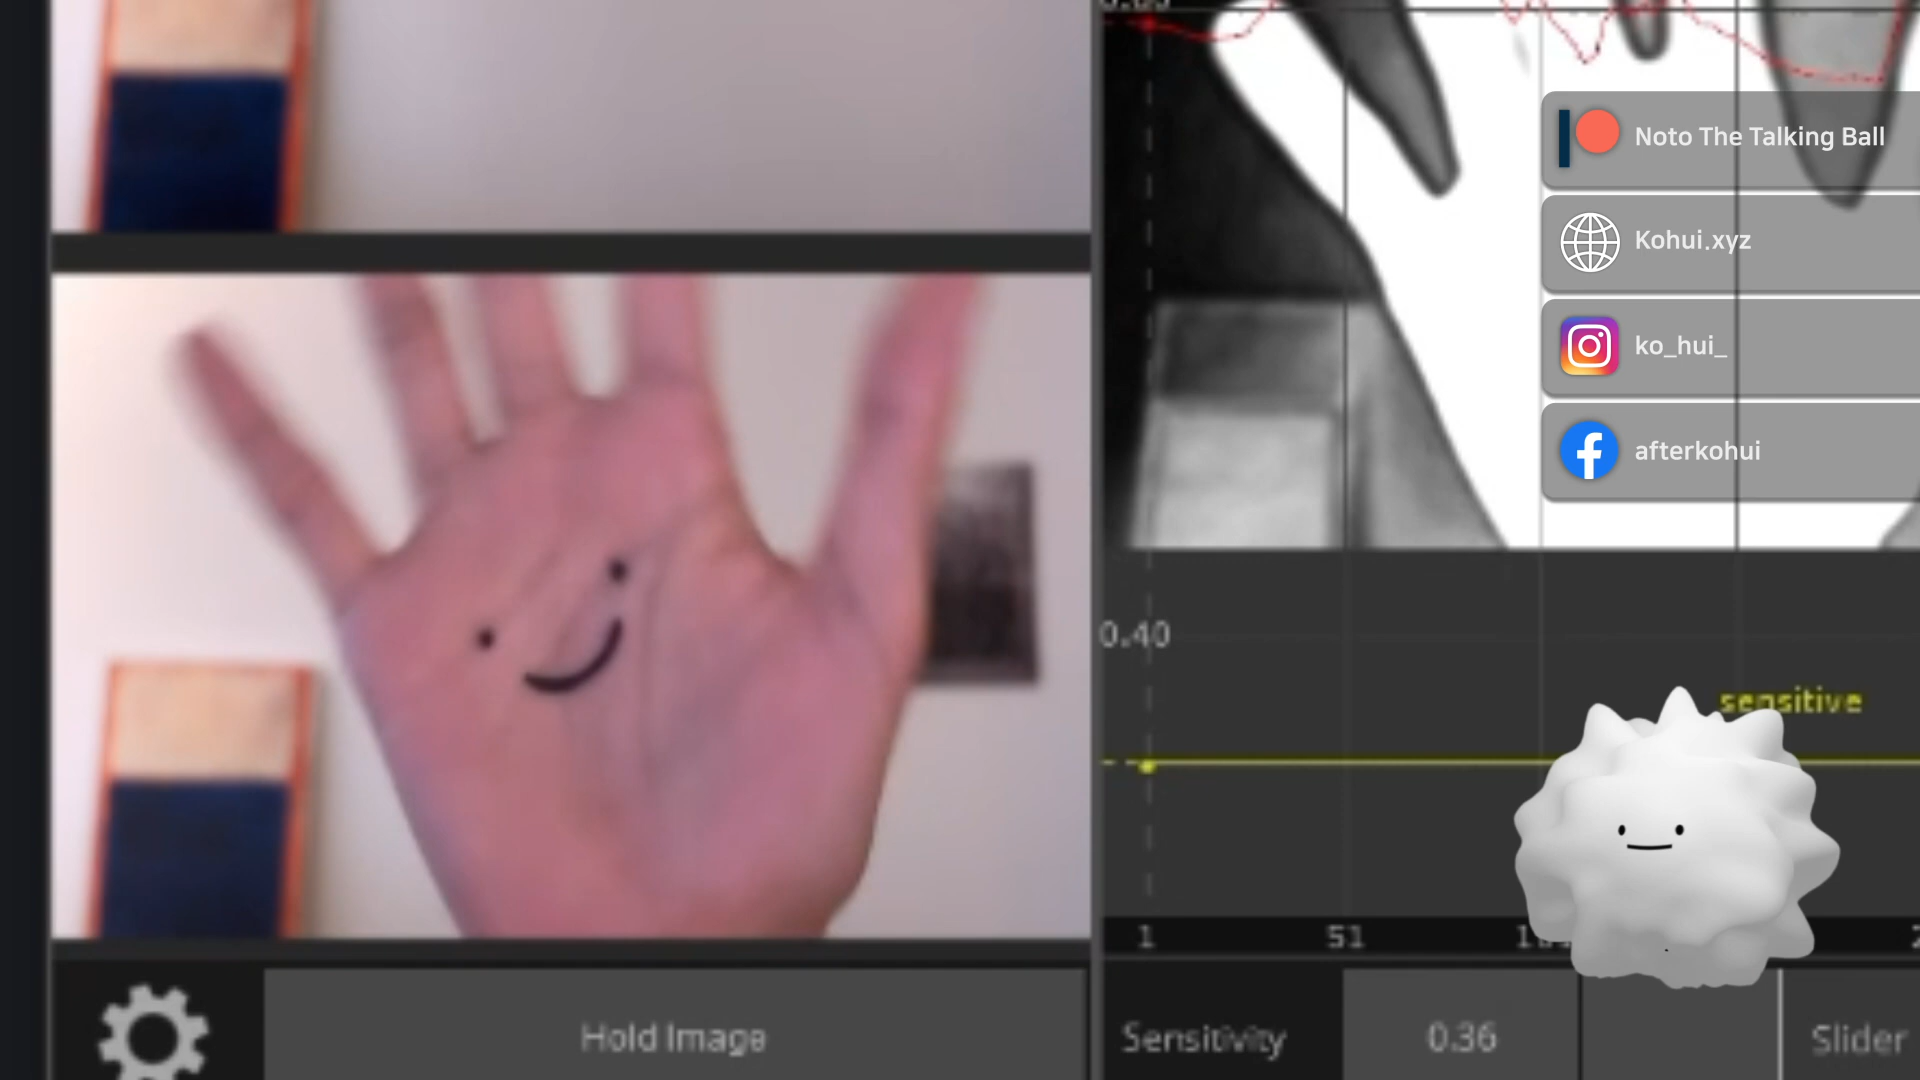 Noto The Talking Ball
Kohui.xyz
ko_hui_
afterkohui
0.40
sensitive
1
51
Hold Image
Sensitivity
0.36
Slider